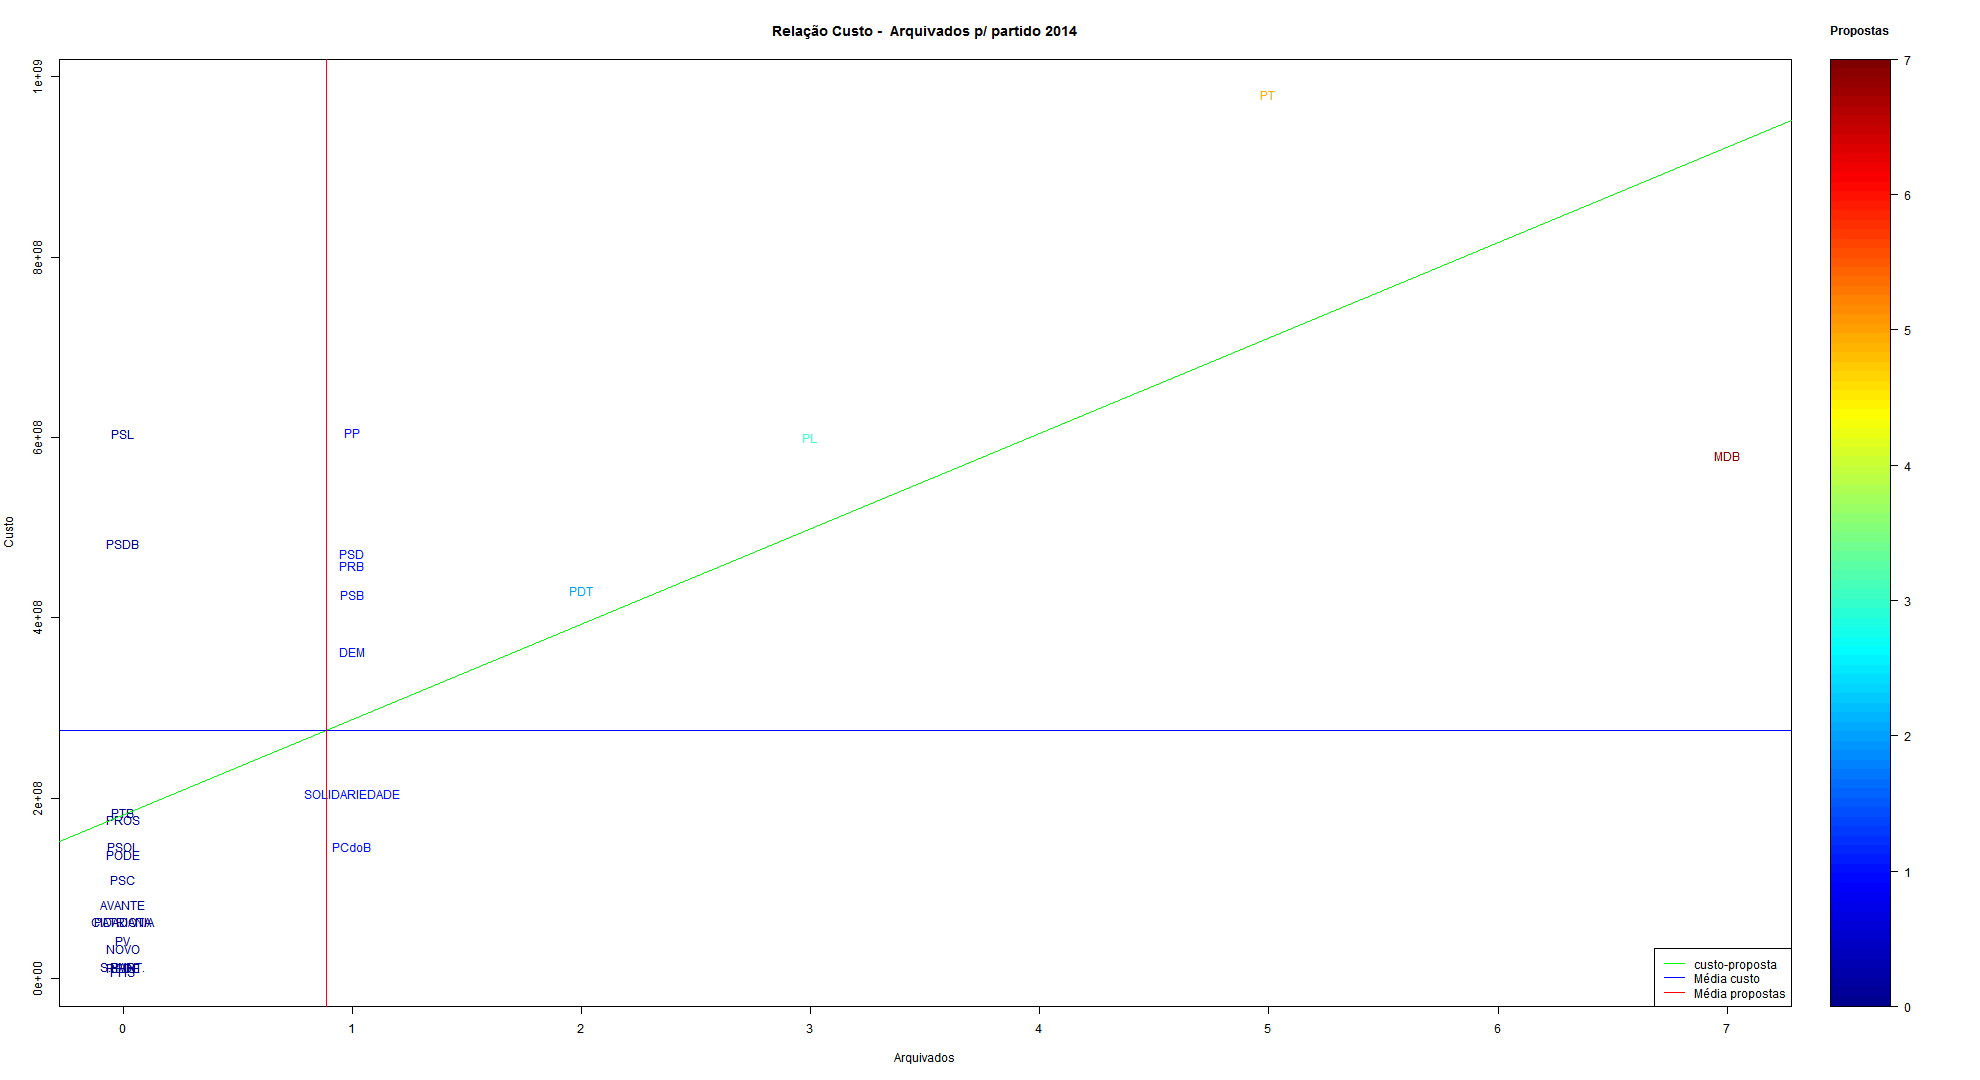 Relação Custo -  Arquivados p/ partido 2014
Propostas
1e+09
8e+08
6e+08
4e+08
2e+08
0e+00
Custo
PT
PSL
PP
PL
MDB
PSDB
PSD
PRB
PSB
PDT
DEM
SOLIDARIEDADE
PTB
PROS
PSOL
PODE
PCdoB
PSC
AVANTE
PV
NOVO
PHS
0
1
2
3
4
5
6
7
Arquivados
custo-proposta
Média custo
Média propostas
7
6
5
4
3
2
1
0